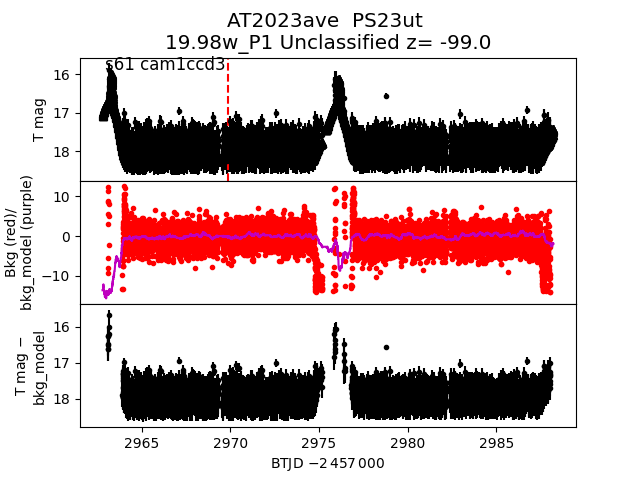 AT2023ave  PS23ut
19.98w_P1 Unclassified z= -99.0
s61 cam1ccd3
16
17
18
T mag
10
0
−10
Bkg (red)/
bkg_model (purple)
16
17
18
T mag −
bkg_model
2965
2970
2975
2980
2985
BTJD −2 457 000